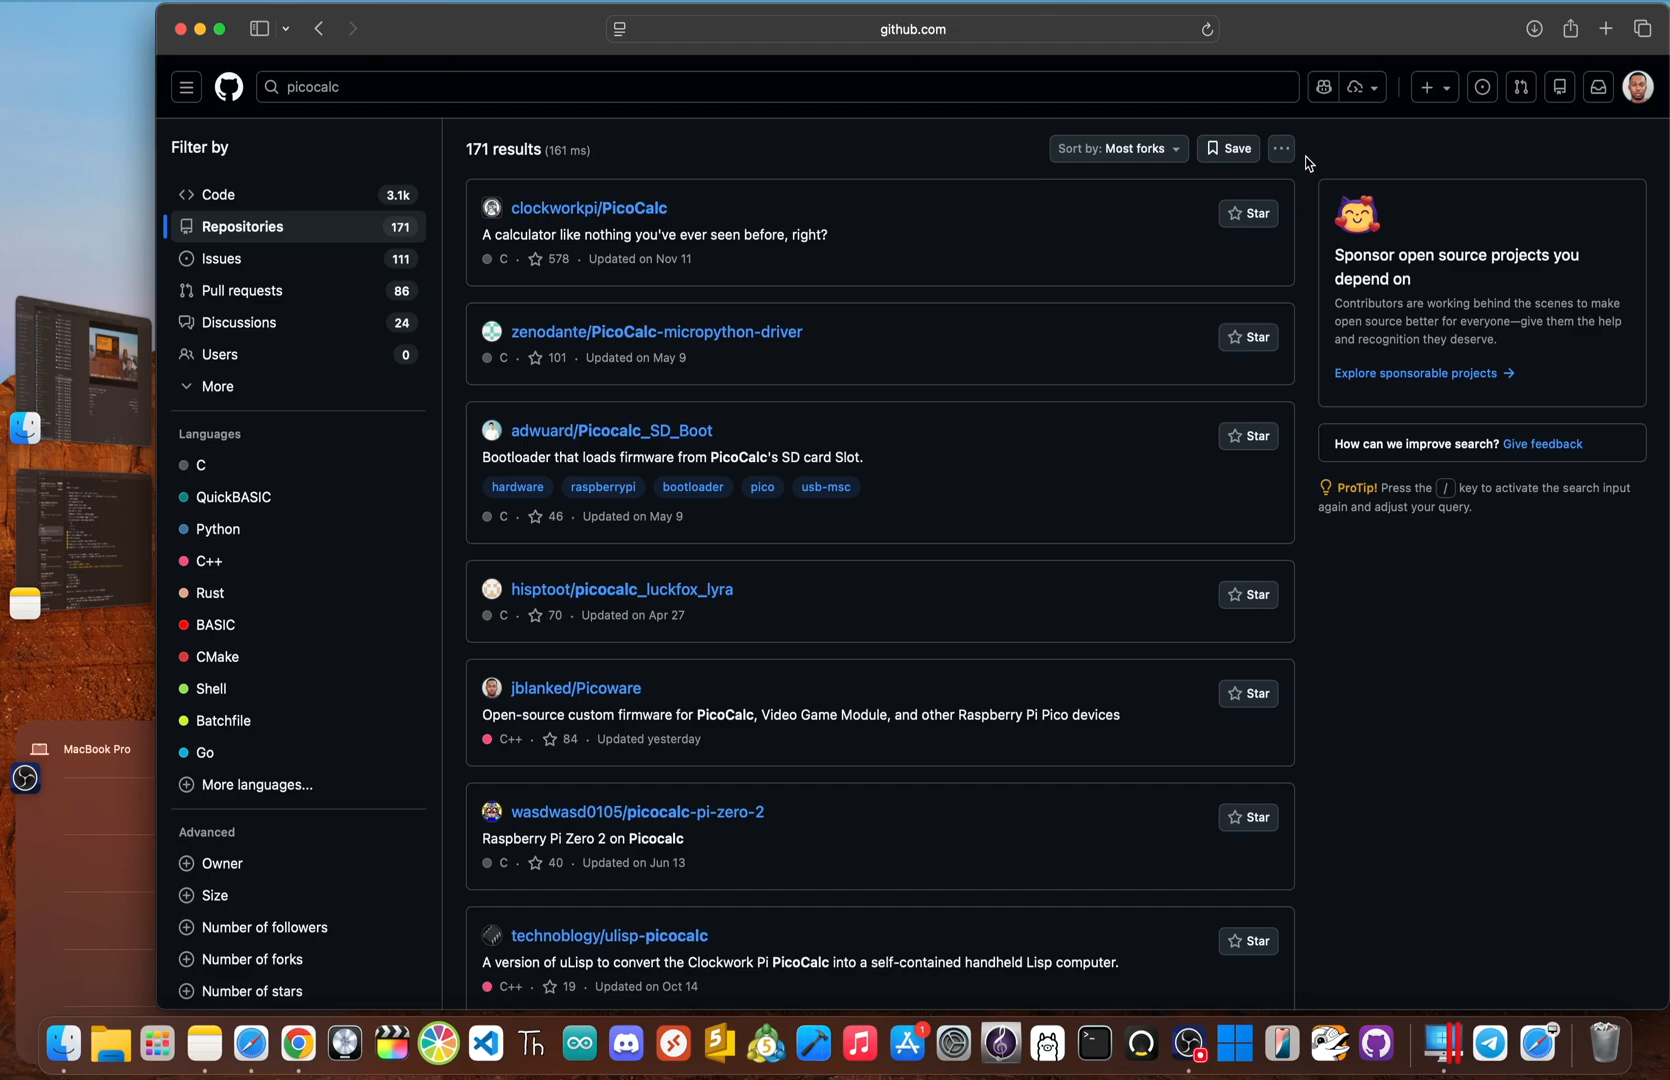 github.com
picocalc
Filter by
Code 3.1k
Repositories 171
Issues 111
Pull requests 86
Discussions 24
Users 0
More
Languages
C
QuickBASIC
Python
C++
Rust
BASIC
CMake
Shell
Batchfile
Go
More languages...
Advanced
Owner
Size
Number of followers
Number of forks
Number of stars
171 results (161 ms)
Sort by: Most forks
Save
clockworkpi/PicoCalc
Star
A calculator like nothing you've ever seen before, right?
C · 578 · Updated on Nov 11
zenodante/PicoCalc-micropython-driver
Star
C · 101 · Updated on May 9
adwuard/Picocalc_SD_Boot
Star
Bootloader that loads firmware from PicoCalc's SD card Slot.
hardware raspberrypi bootloader pico usb-msc
C · 46 · Updated on May 9
hisptoot/picocalc_luckfox_lyra
Star
C · 70 · Updated on Apr 27
jblanked/Picoware
Star
Open-source custom firmware for PicoCalc, Video Game Module, and other Raspberry Pi Pico devices
C++ · 84 · Updated yesterday
wasdwasd0105/picocalc-pi-zero-2
Star
Raspberry Pi Zero 2 on Picocalc
C · 40 · Updated on Jun 13
technoblogy/ulisp-picocalc
Star
A version of uLisp to convert the Clockwork Pi PicoCalc into a self-contained handheld Lisp computer.
C++ · 19 · Updated on Oct 14
Sponsor open source projects you
depend on
Contributors are working behind the scenes to make
open source better for everyone—give them the help
and recognition they deserve.
Explore sponsorable projects →
How can we improve search? Give feedback
ProTip! Press the / key to activate the search input
again and adjust your query.
MacBook Pro
Th
5
5
1